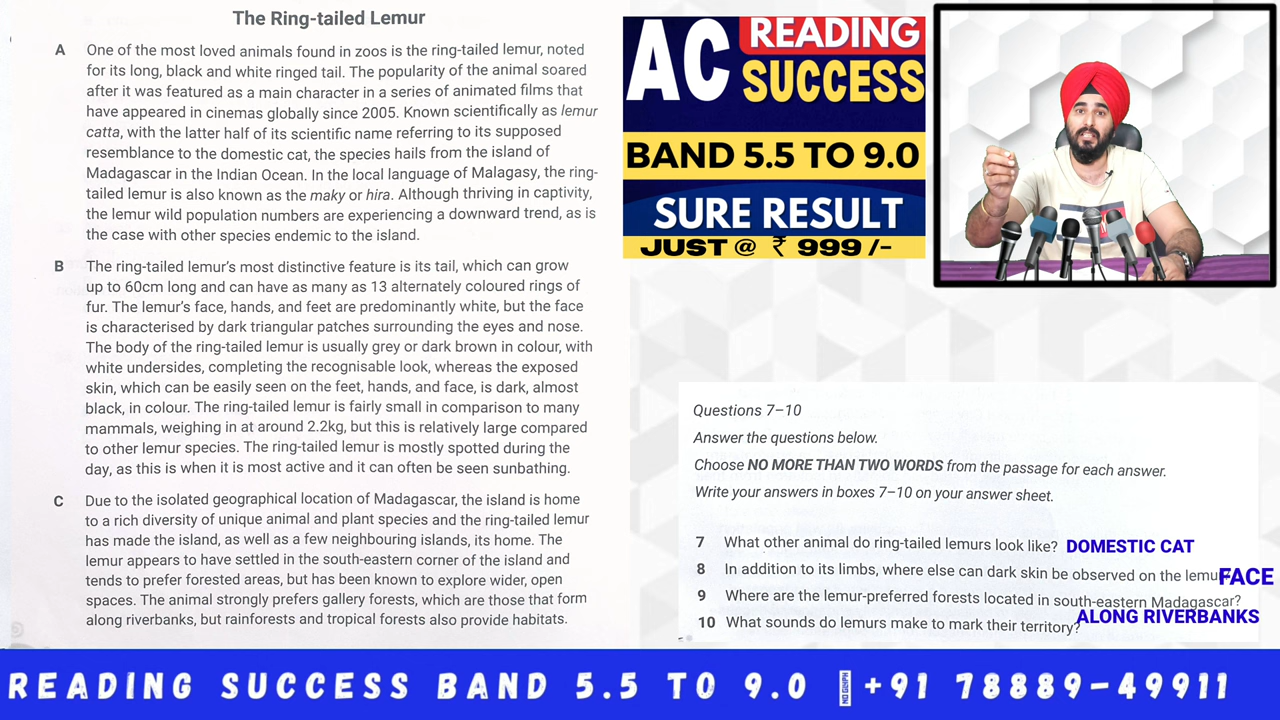 The Ring-tailed Lemur
A One of the most loved animals found in zoos is the ring-tailed lemur, noted
for its long, black and white ringed tail. The popularity of the animal soared
after it was featured as a main character in a series of animated films that
have appeared in cinemas globally since 2005. Known scientifically as lemur
catta, with the latter half of its scientific name referring to its supposed
resemblance to the domestic cat, the species hails from the island of
Madagascar in the Indian Ocean. In the local language of Malagasy, the ring-
tailed lemur is also known as the maky or hira. Although thriving in captivity,
the lemur wild population numbers are experiencing a downward trend, as is
the case with other species endemic to the island.
B The ring-tailed lemur's most distinctive feature is its tail, which can grow
up to 60cm long and can have as many as 13 alternately coloured rings of
fur. The lemur's face, hands, and feet are predominantly white, but the face
is characterised by dark triangular patches surrounding the eyes and nose.
The body of the ring-tailed lemur is usually grey or dark brown in colour, with
white undersides, completing the recognisable look, whereas the exposed
skin, which can be easily seen on the feet, hands, and face, is dark, almost
black, in colour. The ring-tailed lemur is fairly small in comparison to many
mammals, weighing in at around 2.2kg, but this is relatively large compared
to other lemur species. The ring-tailed lemur is mostly spotted during the
day, as this is when it is most active and it can often be seen sunbathing.
C Due to the isolated geographical location of Madagascar, the island is home
to a rich diversity of unique animal and plant species and the ring-tailed lemur
has made the island, as well as a few neighbouring islands, its home. The
lemur appears to have settled in the south-eastern corner of the island and
tends to prefer forested areas, but has been known to explore wider, open
spaces. The animal strongly prefers gallery forests, which are those that form
along riverbanks, but rainforests and tropical forests also provide habitats.
AC READING
SUCCESS
BAND 5.5 TO 9.0
SURE RESULT
JUST @ ₹ 999 /-
Questions 7–10
Answer the questions below.
Choose NO MORE THAN TWO WORDS from the passage for each answer.
Write your answers in boxes 7–10 on your answer sheet.
7 What other animal do ring-tailed lemurs look like? DOMESTIC CAT
8 In addition to its limbs, where else can dark skin be observed on the lemur? FACE
9 Where are the lemur-preferred forests located in south-eastern Madagascar?
ALONG RIVERBANKS
10 What sounds do lemurs make to mark their territory?
READING SUCCESS BAND 5.5 TO 9.0 +91 78889-49911